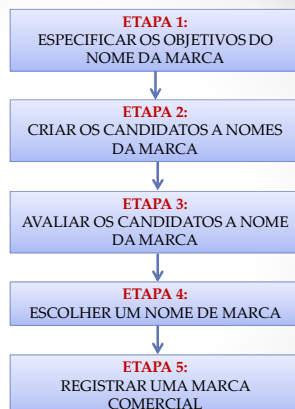 ETAPA 1:
ESPECIFICAR OS OBJETIVOS DO
NOME DA MARCA
ETAPA 2:
CRIAR OS CANDIDATOS A NOMES
DA MARCA
ETAPA 3:
AVALIAR OS CANDIDATOS A NOME
DA MARCA
ETAPA 4:
ESCOLHER UM NOME DE MARCA
ETAPA 5:
REGISTRAR UMA MARCA
COMERCIAL